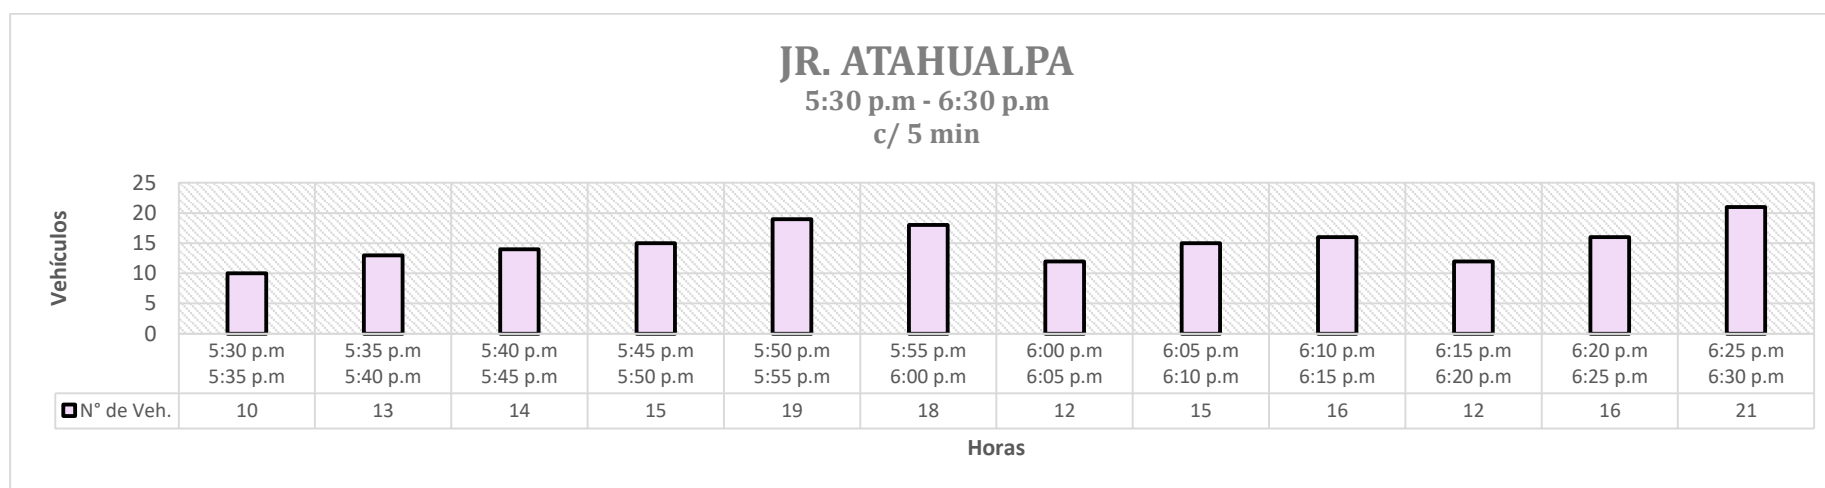 JR. ATAHUALPA
5:30 p.m - 6:30 p.m
c/ 5 min
Vehículos
25
20
15
10
5
0
5:30 p.m 5:35 p.m 5:40 p.m 5:45 p.m 5:50 p.m 5:55 p.m 6:00 p.m 6:05 p.m 6:10 p.m 6:15 p.m 6:20 p.m 6:25 p.m
5:35 p.m 5:40 p.m 5:45 p.m 5:50 p.m 5:55 p.m 6:00 p.m 6:05 p.m 6:10 p.m 6:15 p.m 6:20 p.m 6:25 p.m 6:30 p.m
N° de Veh. 10 13 14 15 19 18 12 15 16 12 16 21
Horas